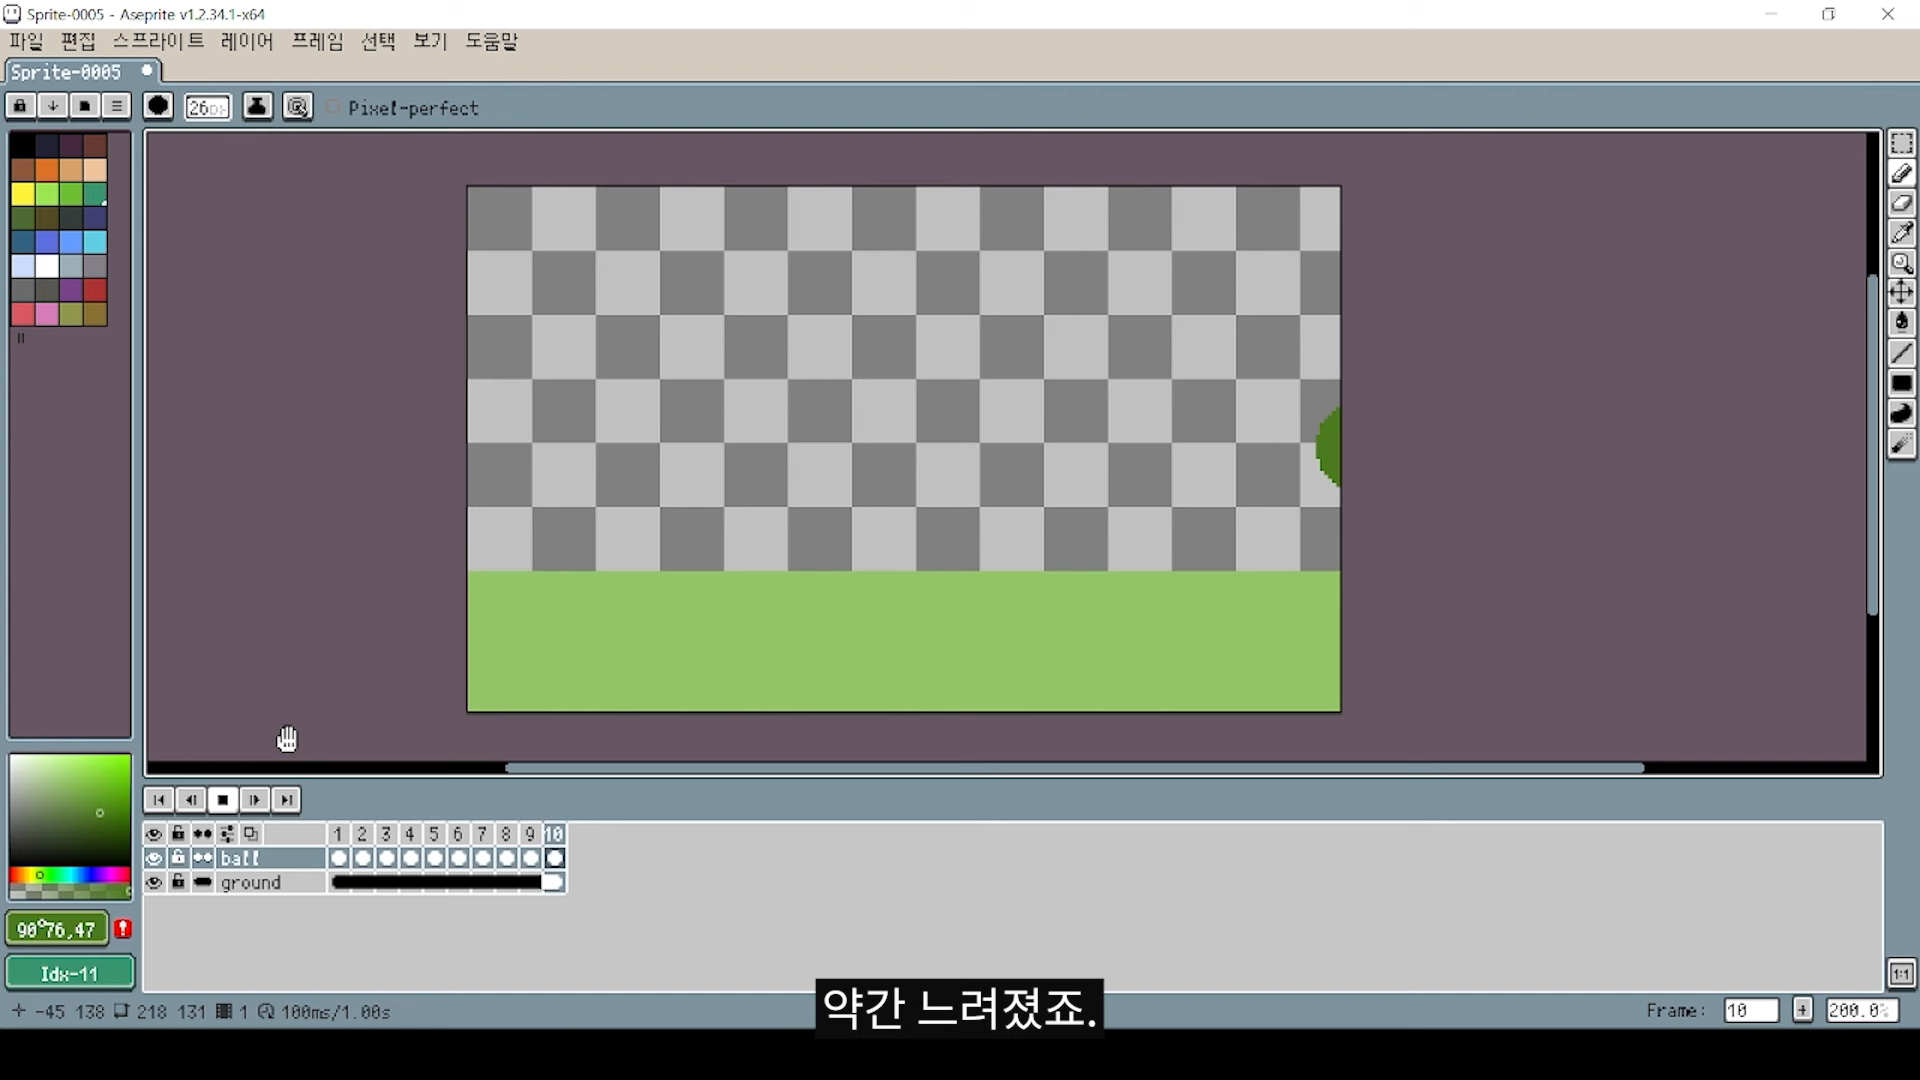 Sprite-0005 - Aseprite v1.2.34.1-x64
파일 편집 스프라이트 레이어 프레임 선택 보기 도움말
Sprite-0005
26px Pixel-perfect
1 2 3 4 5 6 7 8 9 10
ball
ground
90°76,47
Idx-11
1:1
-45 138 218 131 1 100ms/1.00s
Frame: 10 + 200.0%
약간 느려졌죠.